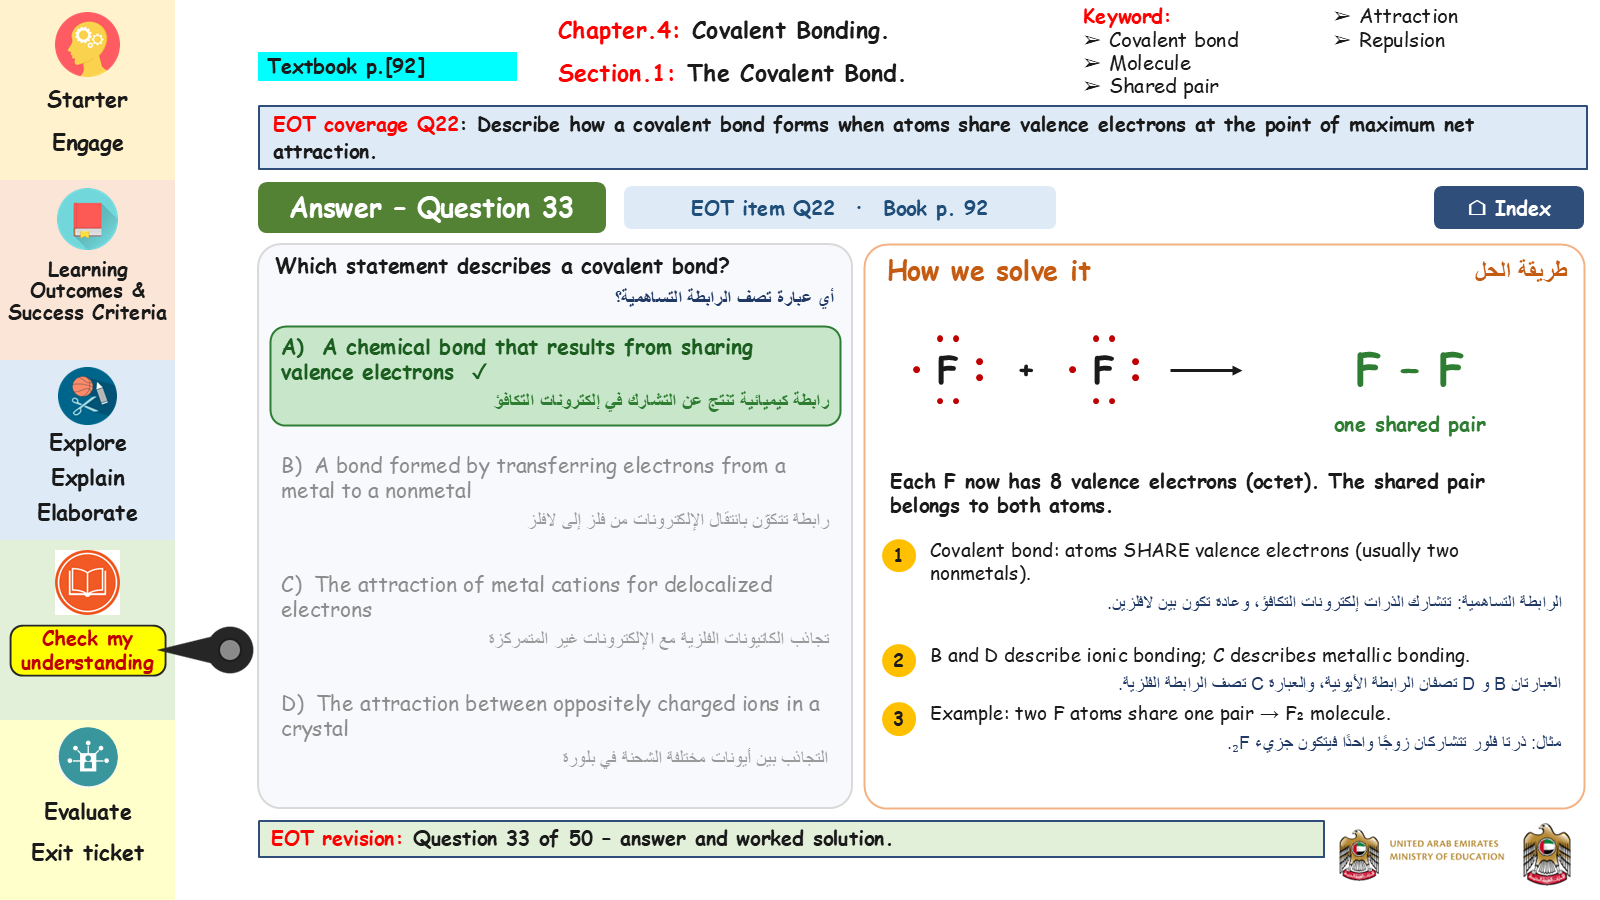 Starter
Engage
Learning
Outcomes &
Success Criteria
Explore
Explain
Elaborate
Check my
understanding
Evaluate
Exit ticket
Textbook p.[92]
Chapter.4: Covalent Bonding.
Section.1: The Covalent Bond.
Keyword:
➢ Covalent bond
➢ Molecule
➢ Shared pair
➢ Attraction
➢ Repulsion
EOT coverage Q22: Describe how a covalent bond forms when atoms share valence electrons at the point of maximum net
attraction.
Answer – Question 33
EOT item Q22 · Book p. 92
Index
Which statement describes a covalent bond?
أي عبارة تصف الرابطة التساهمية؟
A) A chemical bond that results from sharing
valence electrons ✓
رابطة كيميائية تنتج عن التشارك في إلكترونات التكافؤ
B) A bond formed by transferring electrons from a
metal to a nonmetal
رابطة تتكوّن بانتقال الإلكترونات من فلز إلى لافلز
C) The attraction of metal cations for delocalized
electrons
تجاذب الكاتيونات الفلزية مع الإلكترونات غير المتمركزة
D) The attraction between oppositely charged ions in a
crystal
التجاذب بين أيونات مختلفة الشحنة في بلورة
How we solve it
طريقة الحل
F + F → F – F
one shared pair
Each F now has 8 valence electrons (octet). The shared pair
belongs to both atoms.
1 Covalent bond: atoms SHARE valence electrons (usually two
nonmetals).
الرابطة التساهمية: تتشارك الذرات إلكترونات التكافؤ، وعادة تكون بين لافلزين.
2 B and D describe ionic bonding; C describes metallic bonding.
العبارتان B و D تصفان الرابطة الأيونية، والعبارة C تصف الرابطة الفلزية.
3 Example: two F atoms share one pair → F₂ molecule.
مثال: ذرتا فلور تتشاركان زوجًا واحدًا فيتكون جزيء F₂.
EOT revision: Question 33 of 50 – answer and worked solution.
UNITED ARAB EMIRATES
MINISTRY OF EDUCATION